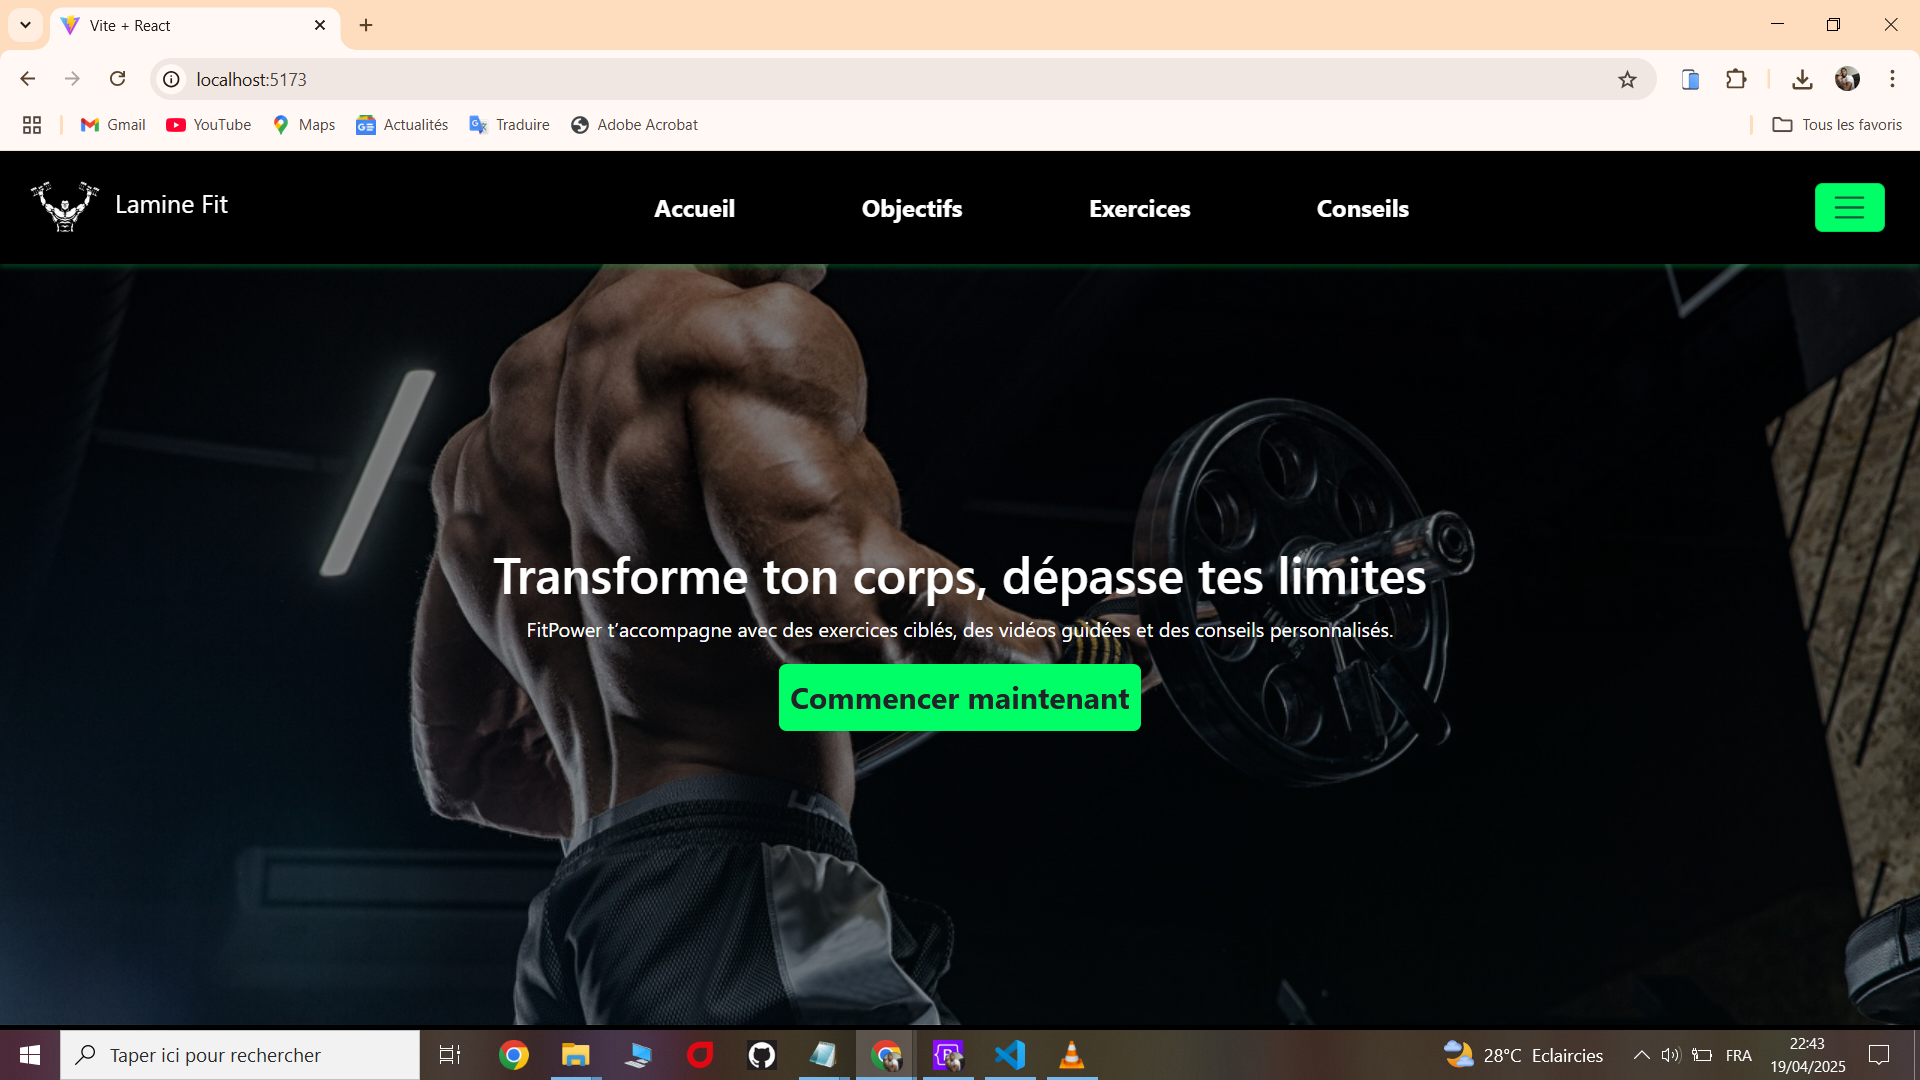 Vite + React
localhost:5173
Gmail
YouTube
Maps
Actualités
Traduire
Adobe Acrobat
Tous les favoris
Lamine Fit
Accueil
Objectifs
Exercices
Conseils
Transforme ton corps, dépasse tes limites
FitPower t’accompagne avec des exercices ciblés, des vidéos guidées et des conseils personnalisés.
Commencer maintenant
Taper ici pour rechercher
28°C Eclaircies
FRA
22:43
19/04/2025